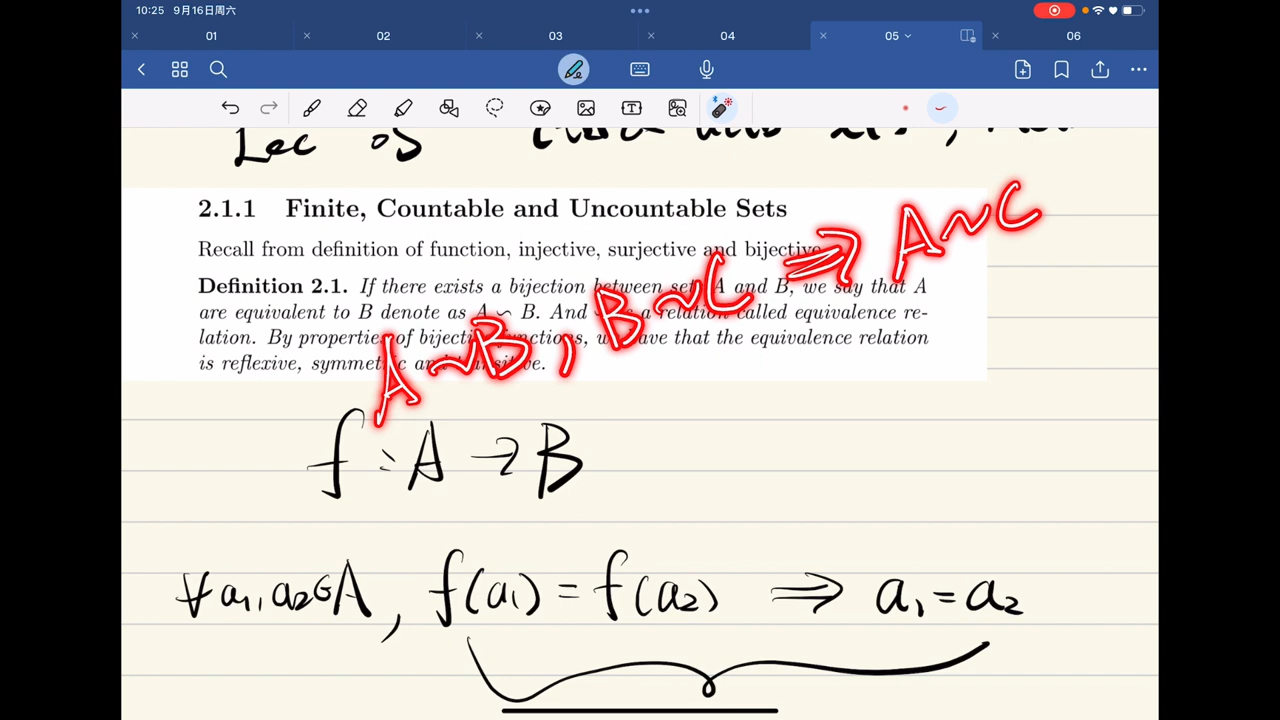 10:25 9月16日周六
01 02 03 04 05 06
Lec 05
2.1.1 Finite, Countable and Uncountable Sets
Recall from definition of function, injective, surjective and bijective
Definition 2.1. If there exists a bijection between set A and B, we say that A
are equivalent to B denote as A ∽ B. And a relation called equivalence re-
lation. By properties of bijective functions, we have that the equivalence relation
is reflexive, symmetric and transitive.
A~B, B~C ⇒ A~C
f : A → B
∀ a₁, a₂ ∈ A, f(a₁) = f(a₂) ⇒ a₁ = a₂